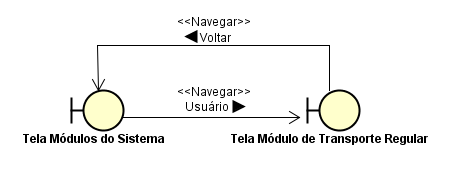 <<Navegar>>
Voltar
<<Navegar>>
Usuário
Tela Módulos do Sistema
Tela Módulo de Transporte Regular